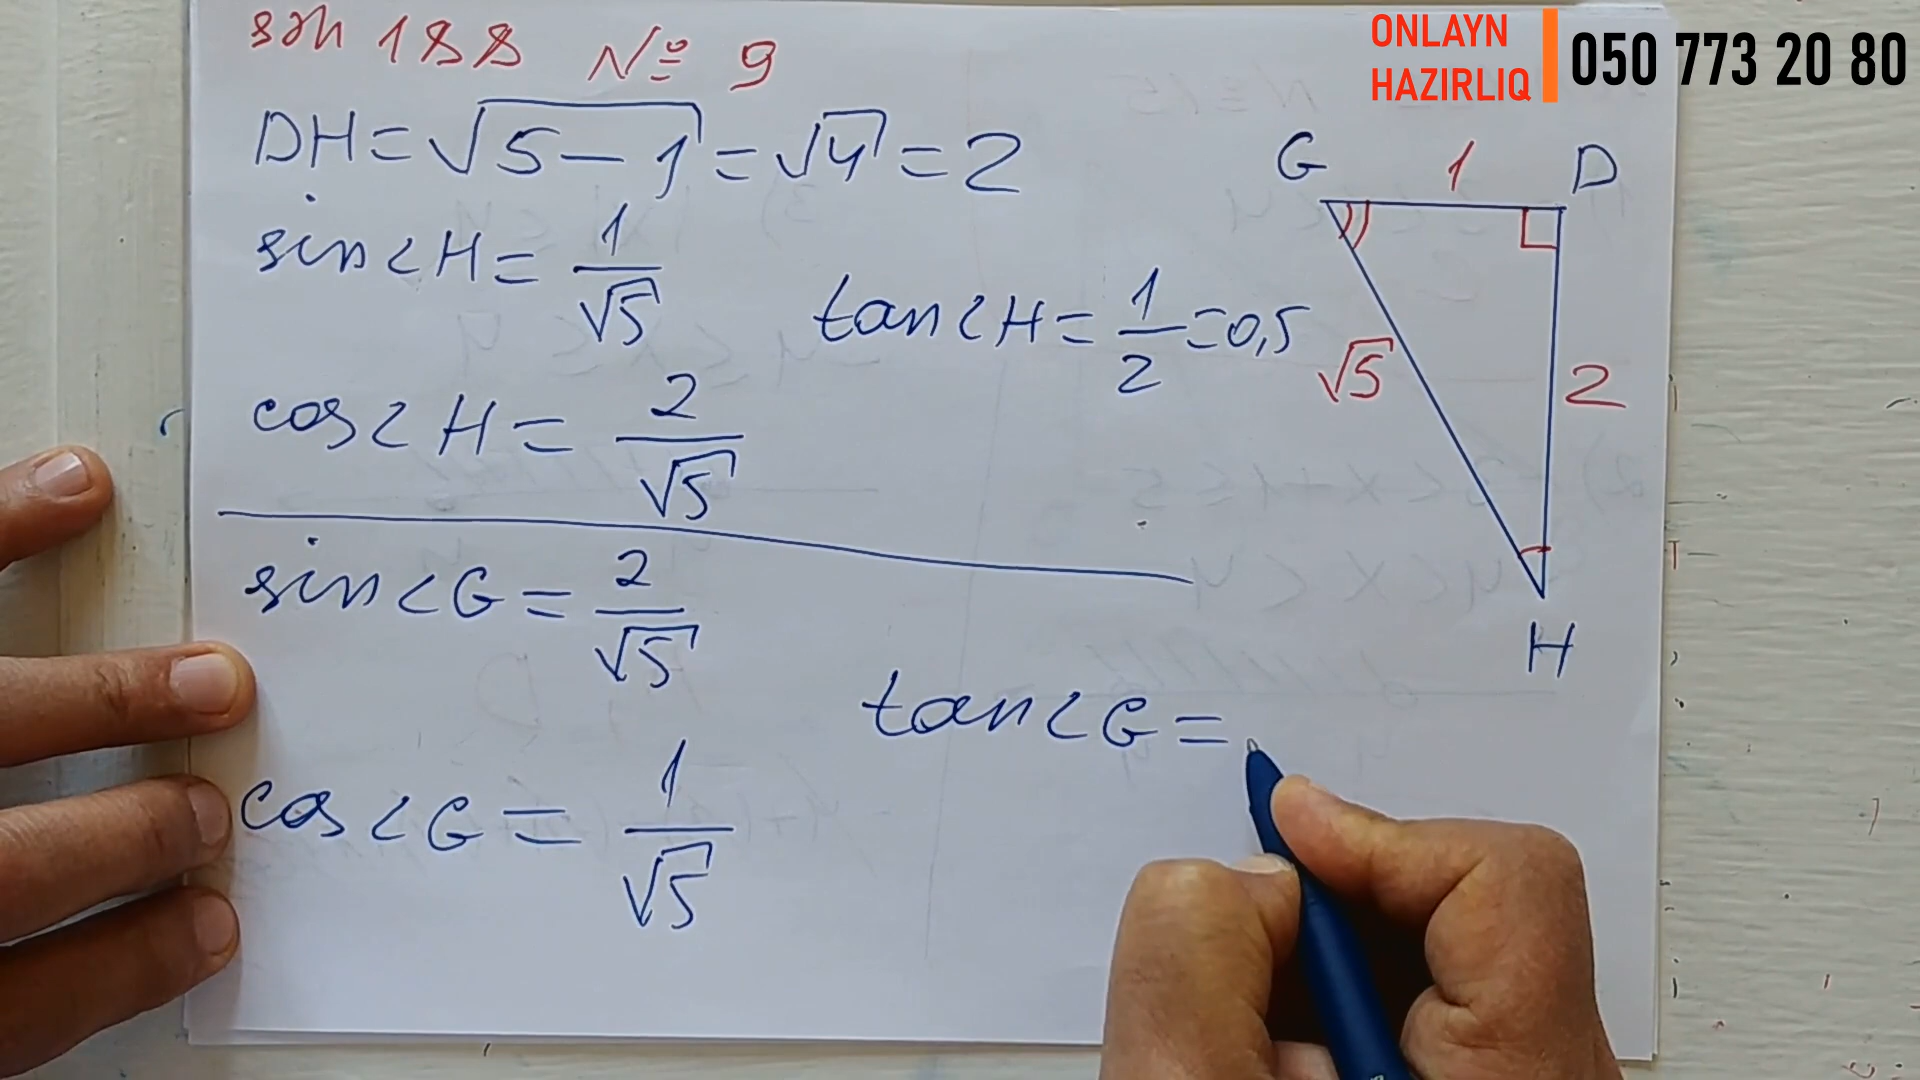 səh 188 № 9
ONLAYN HAZIRLIQ 050 773 20 80
DH = √5 − 1 = √4 = 2
sin∠H = 1/√5
tan∠H = 1/2 = 0,5
cos∠H = 2/√5
sin∠G = 2/√5
tan∠G =
cos∠G = 1/√5
G 1 D
√5 2
H